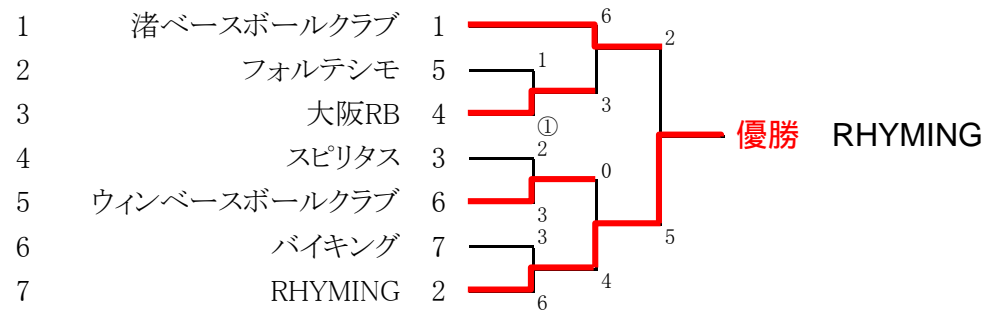 1 渚ベースボールクラブ 1
2 フォルテシモ 5
3 大阪RB 4
4 スピリタス 3
5 ウィンベースボールクラブ 6
6 バイキング 7
7 RHYMING 2
6
2
1
3
①
2
0
3
3
5
4
6
優勝 RHYMING